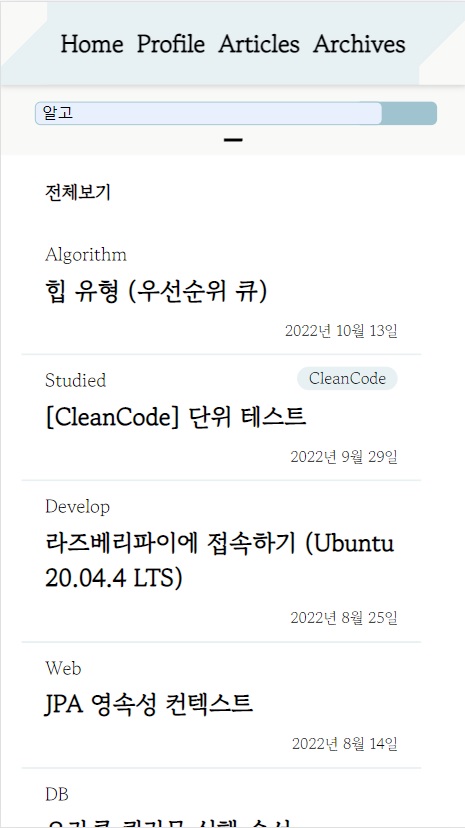 Home Profile Articles Archives
알고
전체보기
Algorithm
힙 유형 (우선순위 큐)
2022년 10월 13일
Studied CleanCode
[CleanCode] 단위 테스트
2022년 9월 29일
Develop
라즈베리파이에 접속하기 (Ubuntu
20.04.4 LTS)
2022년 8월 25일
Web
JPA 영속성 컨텍스트
2022년 8월 14일
DB